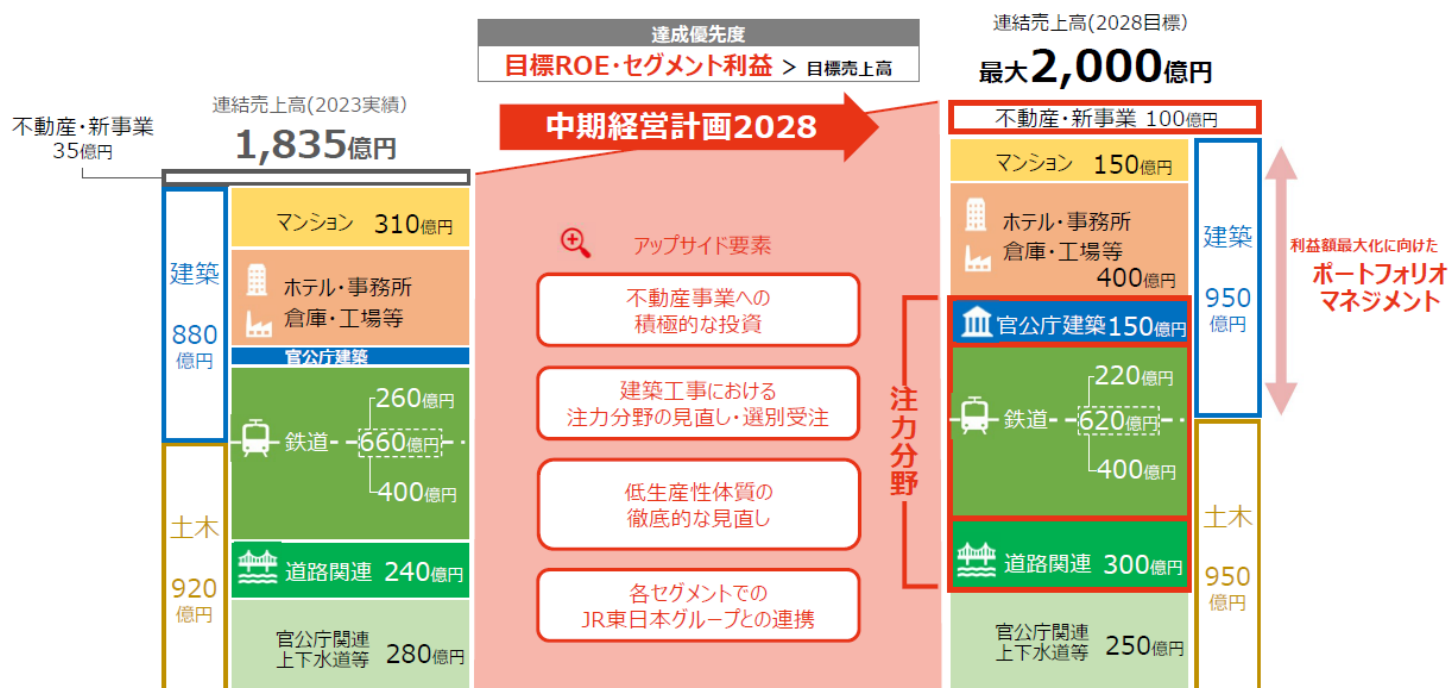 達成優先度
目標ROE・セグメント利益 > 目標売上高
連結売上高(2023実績)
1,835億円
不動産・新事業
35億円
建築
880
億円
土木
920
億円
マンション 310億円
ホテル・事務所
倉庫・工場等
官公庁建築
260億円
鉄道 660億円
400億円
道路関連 240億円
官公庁関連
上下水道等 280億円
中期経営計画2028
アップサイド要素
不動産事業への
積極的な投資
建築工事における
注力分野の見直し・選別受注
低生産性体質の
徹底的な見直し
各セグメントでの
JR東日本グループとの連携
注力分野
連結売上高(2028目標)
最大2,000億円
不動産・新事業 100億円
マンション 150億円
ホテル・事務所
倉庫・工場等
400億円
官公庁建築150億円
220億円
鉄道 620億円
400億円
道路関連 300億円
官公庁関連
上下水道等 250億円
建築
950
億円
土木
950
億円
利益額最大化に向けた
ポートフォリオ
マネジメント